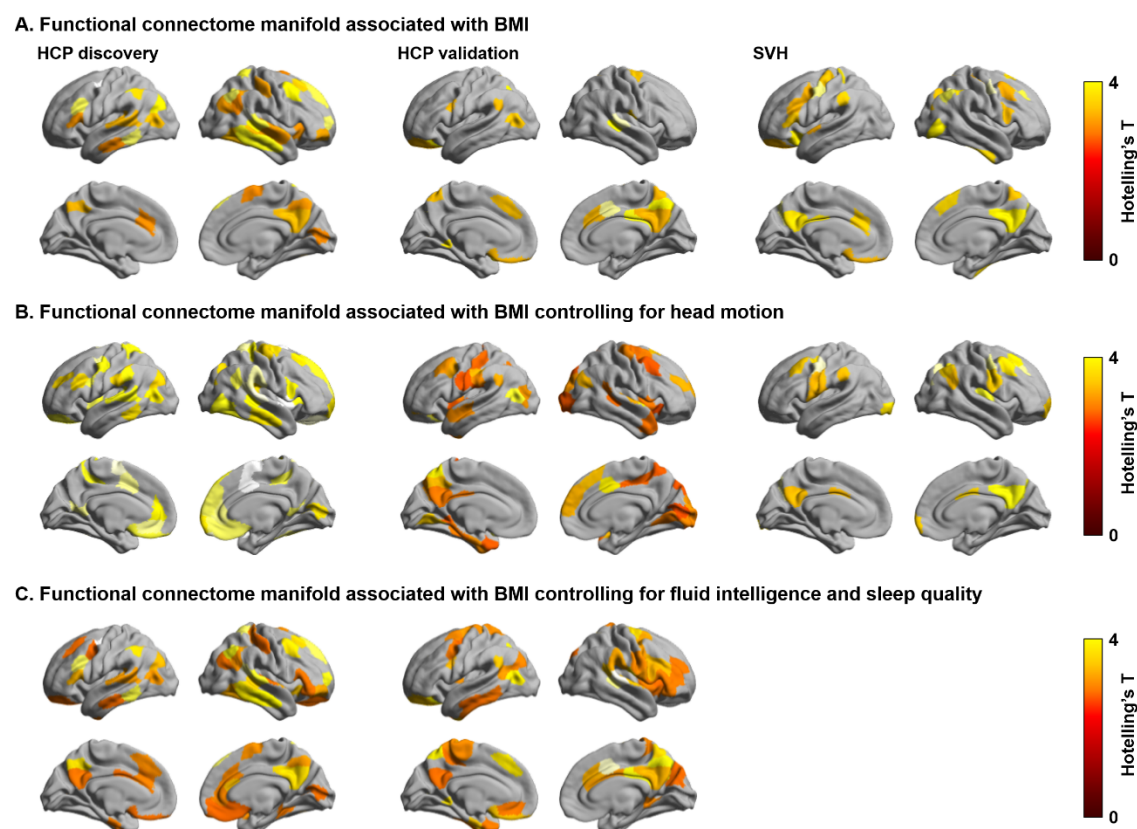 A. Functional connectome manifold associated with BMI
HCP discovery
HCP validation
SVH
4
Hotelling's T
0
B. Functional connectome manifold associated with BMI controlling for head motion
4
Hotelling's T
0
C. Functional connectome manifold associated with BMI controlling for fluid intelligence and sleep quality
4
Hotelling's T
0